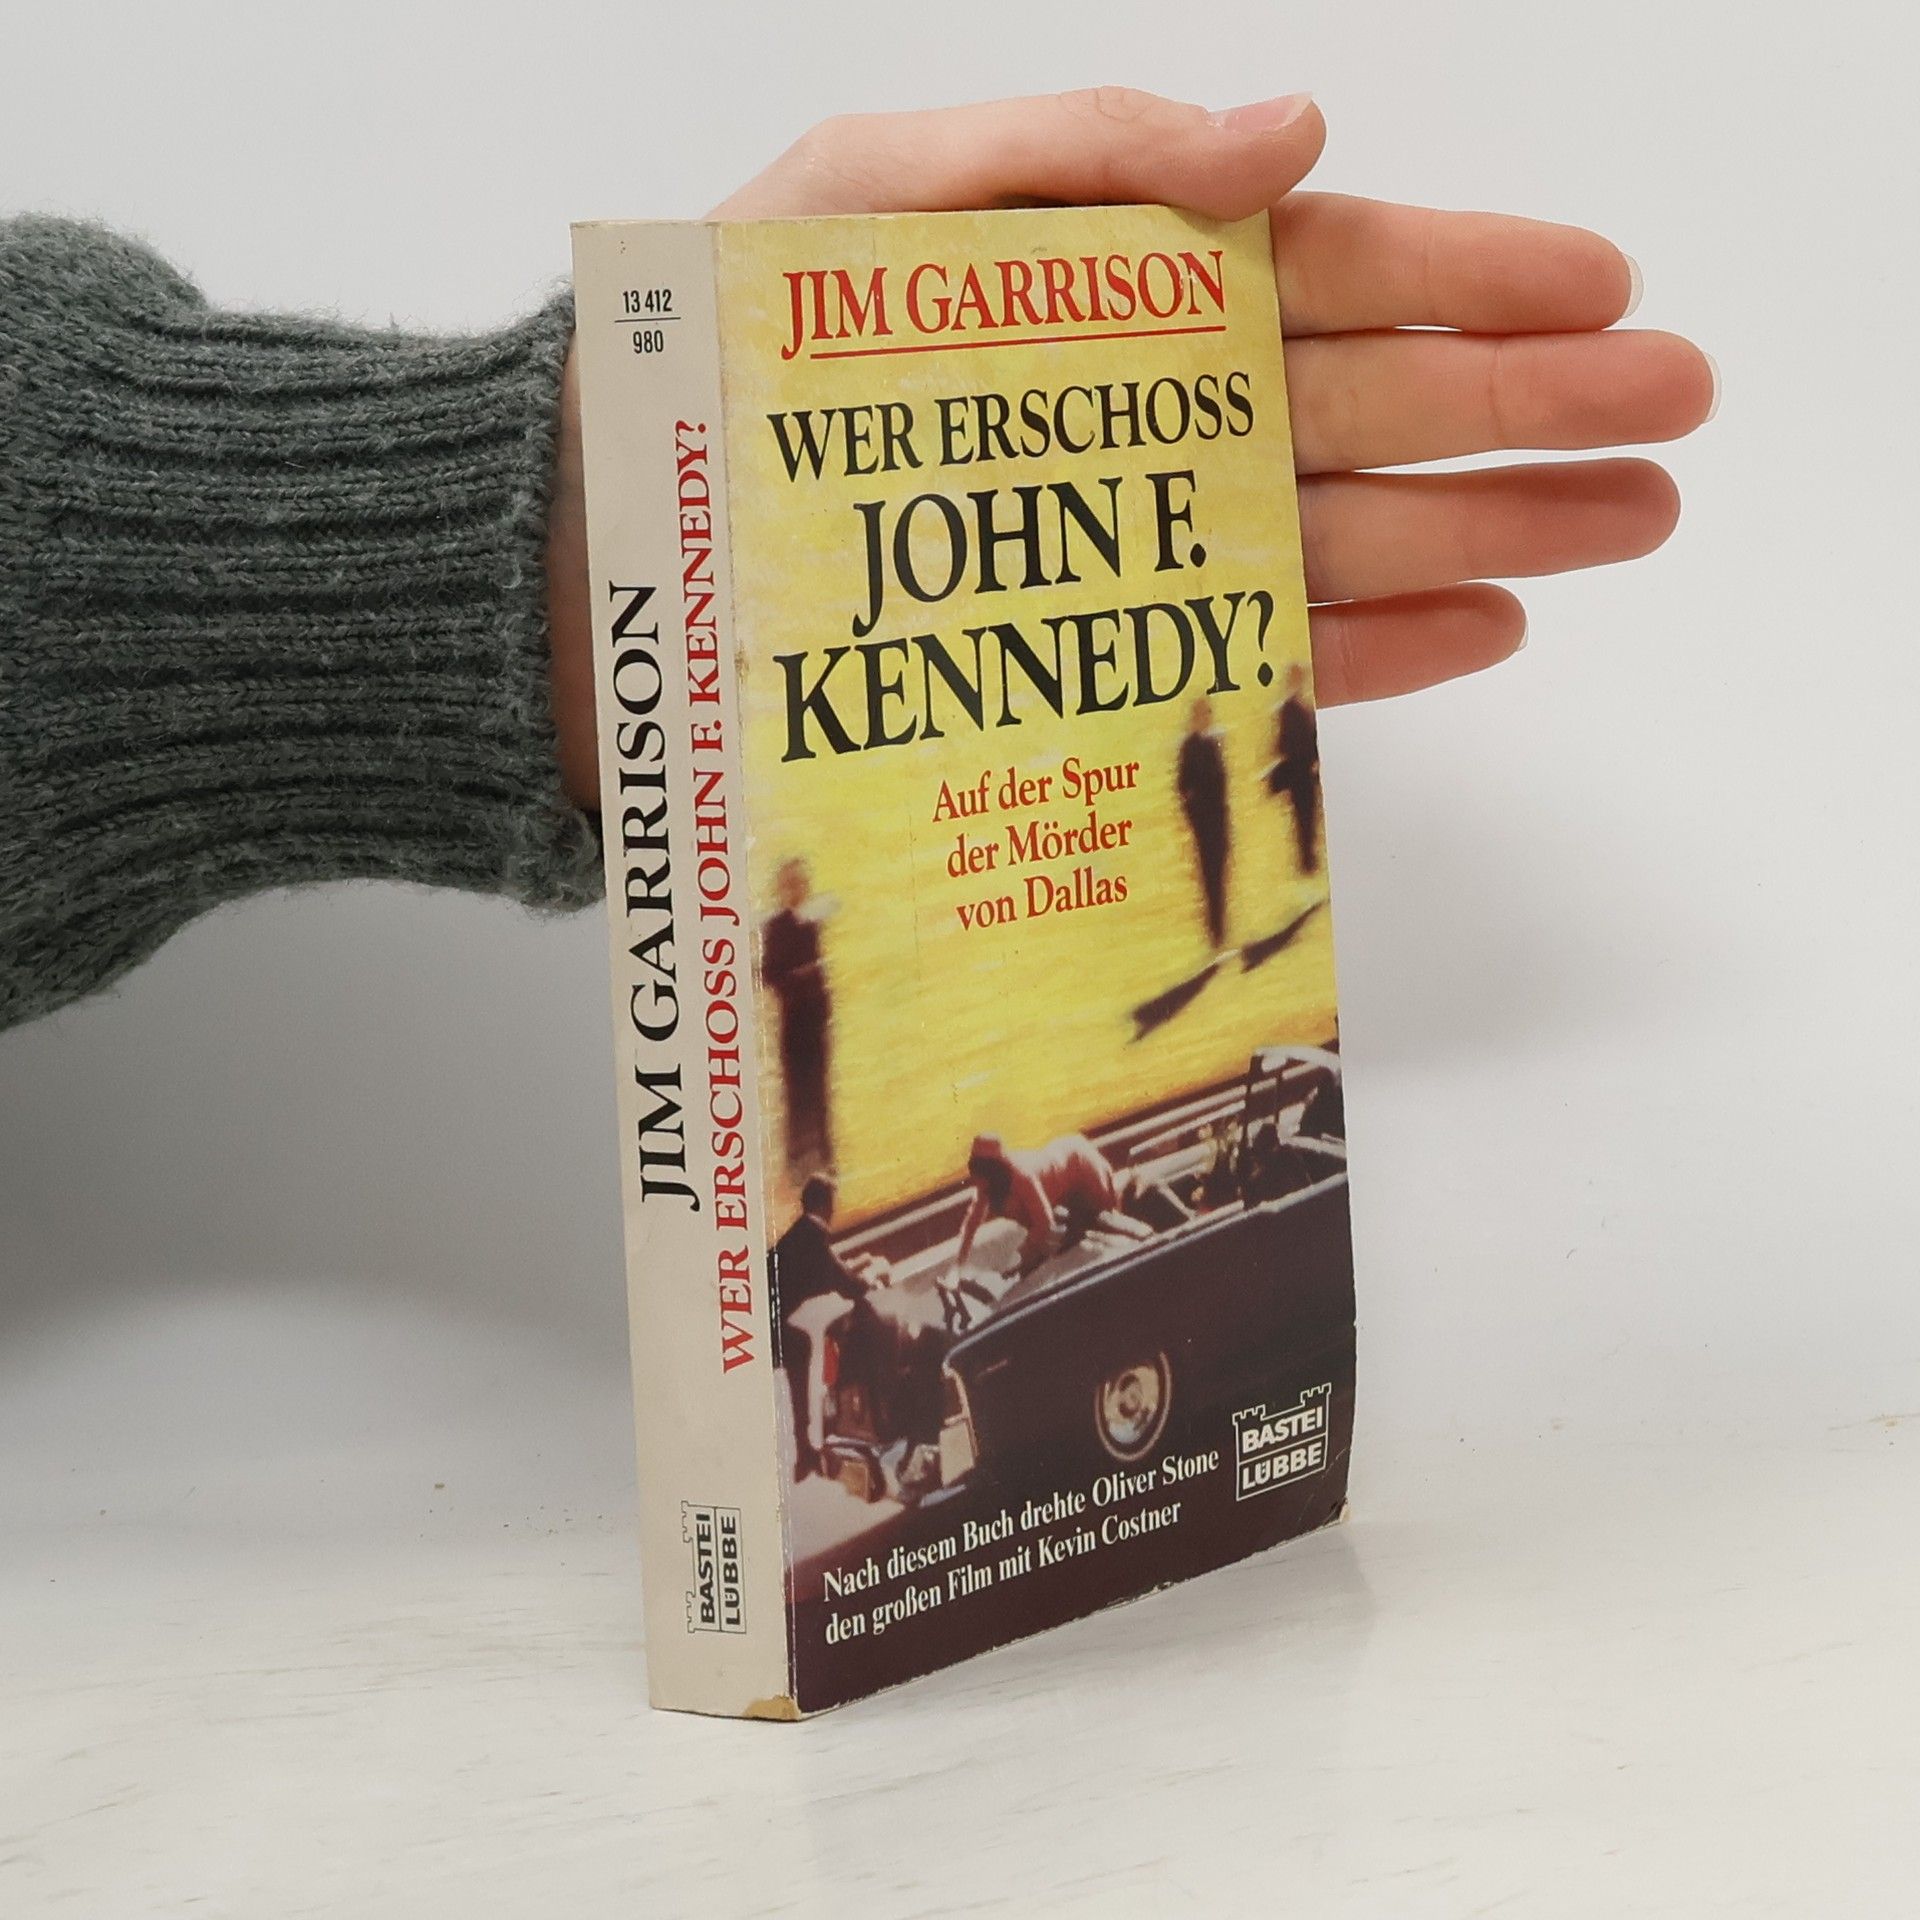 13 412
980
JIM GARRISON
WER ERSCHOSS JOHN F. KENNEDY?
BASTEI
LÜBBE
JIM GARRISON
WER ERSCHOSS
JOHN F.
KENNEDY?
Auf der Spur
der Mörder
von Dallas
Nach diesem Buch drehte Oliver Stone
den großen Film mit Kevin Costner
BASTEI
LÜBBE